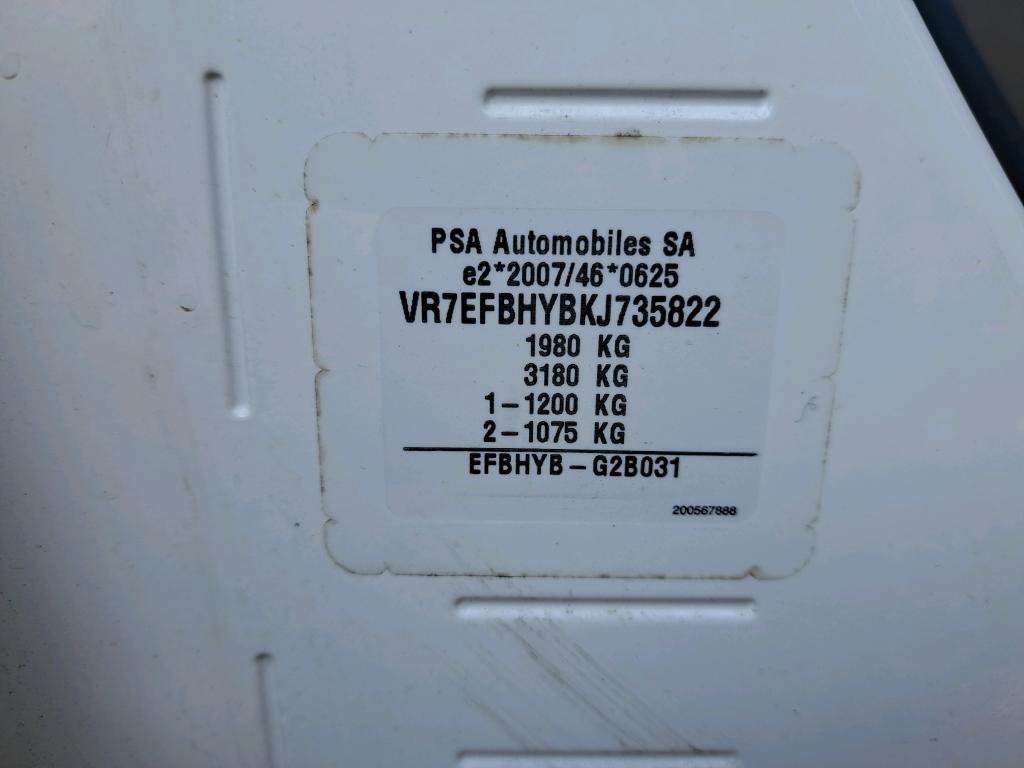 PSA Automobiles SA
e2*2007/46*0625
VR7EFBHYBKJ735822
1980 KG
3180 KG
1-1200 KG
2-1075 KG
EFBHYB-G2B031
200567888